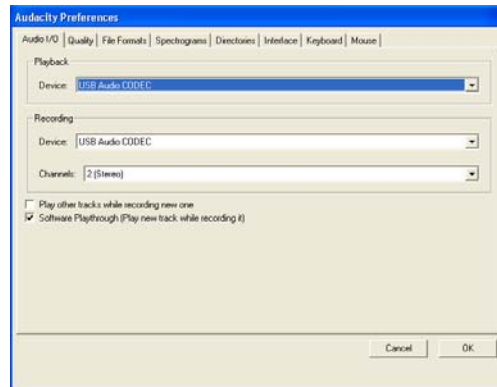 Audacity Preferences
Audio I/O Quality File Formats Spectrograms Directories Interface Keyboard Mouse
Playback
Device: USB Audio CODEC
Recording
Device: USB Audio CODEC
Channels: 2 (Stereo)
Play other tracks while recording new one
Software Playthrough (Play new track while recording it)
Cancel OK